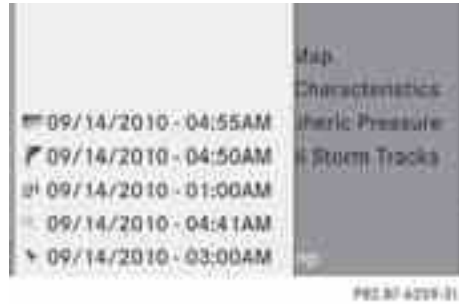 Map
Characteristics
09/14/2010 - 04:55AM
pheric Pressure
09/14/2010 - 04:50AM
Storm Tracks
09/14/2010 - 01:00AM
09/14/2010 - 04:41AM
09/14/2010 - 03:00AM